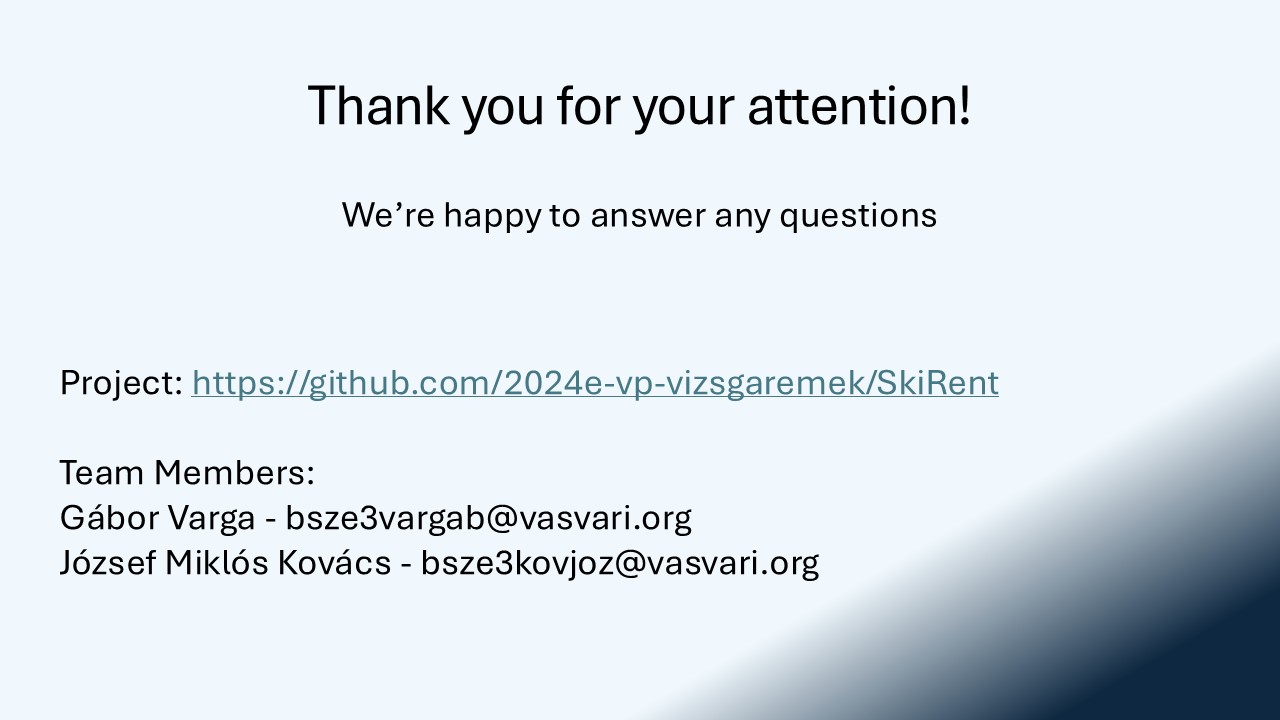 Thank you for your attention!
We’re happy to answer any questions
Project: https://github.com/2024e-vp-vizsgaremek/SkiRent
Team Members:
Gábor Varga - bsze3vargab@vasvari.org
József Miklós Kovács - bsze3kovjoz@vasvari.org